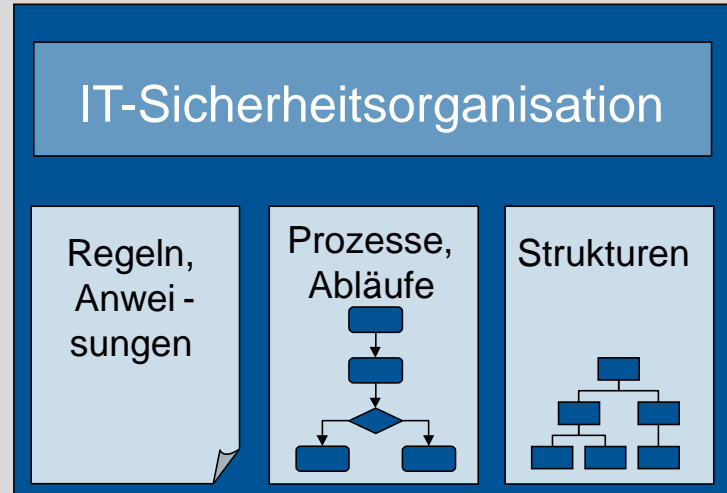 IT-Sicherheitsorganisation
Regeln,
Anwei -
sungen
Prozesse,
Abläufe
Strukturen